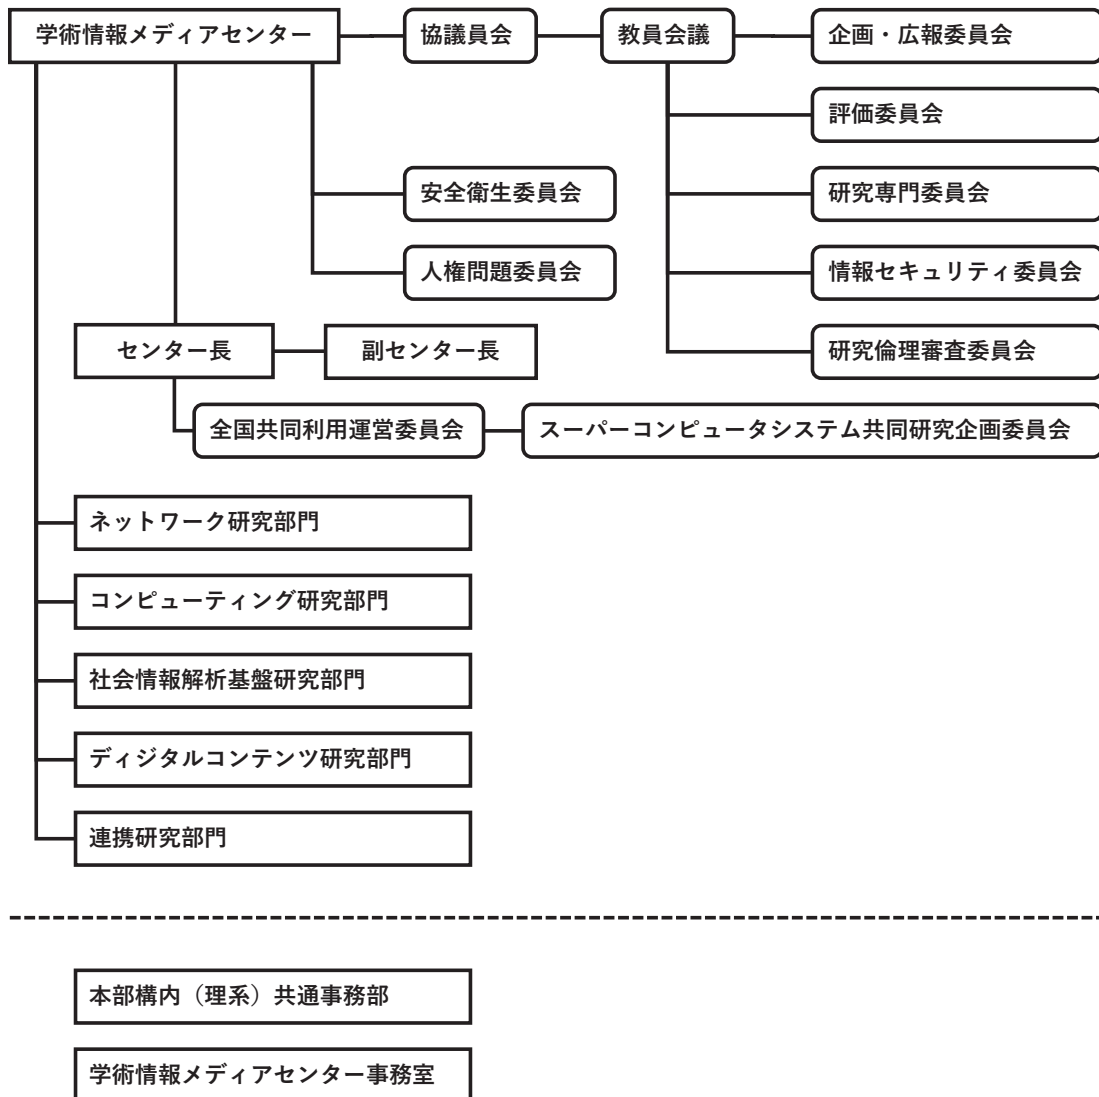 学術情報メディアセンター
協議員会
教員会議
企画・広報委員会
評価委員会
安全衛生委員会
研究専門委員会
人権問題委員会
情報セキュリティ委員会
センター長
副センター長
研究倫理審査委員会
全国共同利用運営委員会
スーパーコンピュータシステム共同研究企画委員会
ネットワーク研究部門
コンピューティング研究部門
社会情報解析基盤研究部門
ディジタルコンテンツ研究部門
連携研究部門
本部構内（理系）共通事務部
学術情報メディアセンター事務室